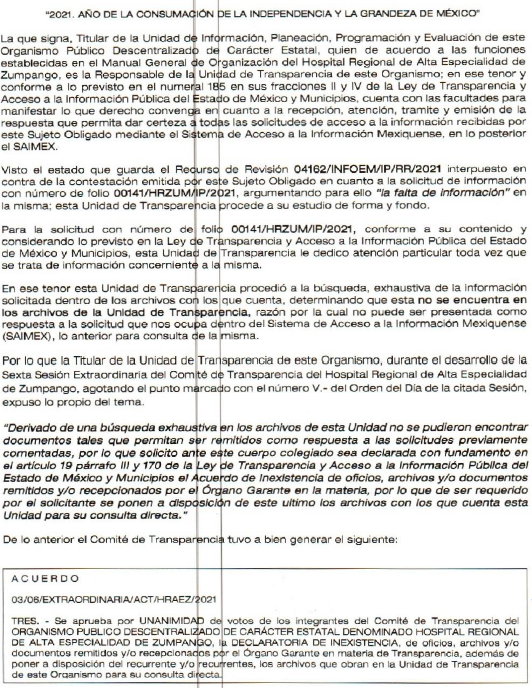 "2021. AÑO DE LA CONSUMACIÓN DE LA INDEPENDENCIA Y LA GRANDEZA DE MÉXICO"
La que signa, Titular de la Unidad de Información, Planeación, Programación y Evaluación de este
Organismo Público Descentralizado de Carácter Estatal, quien de acuerdo a las funciones
establecidas en el Manual General de Organización del Hospital Regional de Alta Especialidad de
Zumpango, es la Responsable de la Unidad de Transparencia de este Organismo; en ese tenor y
conforme a lo previsto en el numeral 185 en sus fracciones II y IV de la Ley de Transparencia y
Acceso a la Información Pública del Estado de México y Municipios, cuenta con las facultades para
manifestar lo que derecho convenga en cuanto a la recepción, atención, tramite y emisión de la
respuesta que permita dar certeza a todas las solicitudes de acceso a la información recibidas por
este Sujeto Obligado mediante el Sistema de Acceso a la Información Mexiquense, en lo posterior
el SAIMEX.
Visto el estado que guarda el Recurso de Revisión 04162/INFOEM/IP/RR/2021 interpuesto en
contra de la contestación emitida por este Sujeto Obligado en cuanto a la solicitud de información
con número de folio 00141/HRZUM/IP/2021, argumentando para ello "la falta de información" en
la misma; esta Unidad de Transparencia procede a su estudio de forma y fondo.
Para la solicitud con número de folio 00141/HRZUM/IP/2021, conforme a su contenido y
considerando lo previsto en la Ley de Transparencia y Acceso a la Información Pública del Estado
de México y Municipios, esta Unidad de Transparencia le dedico atención particular toda vez que
se trata de información concerniente a la misma.
En ese tenor esta Unidad de Transparencia procedió a la búsqueda, exhaustiva de la información
solicitada dentro de los archivos con los que cuenta, determinando que esta no se encuentra en
los archivos de la Unidad de Transparencia, razón por la cual no puede ser presentada como
respuesta a la solicitud que nos ocupa dentro del Sistema de Acceso a la Información Mexiquense
(SAIMEX), lo anterior para consulta de la misma.
Por lo que la Titular de la Unidad de Transparencia de este Organismo, durante el desarrollo de la
Sexta Sesión Extraordinaria del Comité de Transparencia del Hospital Regional de Alta Especialidad
de Zumpango, agotando el punto marcado con el número V.- del Orden del Día de la citada Sesión,
expuso lo propio del tema.
"Derivado de una búsqueda exhaustiva en los archivos de esta Unidad no se pudieron encontrar
documentos tales que permitan ser remitidos como respuesta a las solicitudes previamente
comentadas, por lo que solicito ante este cuerpo colegiado sea declarada con fundamento en
el artículo 19 párrafo III y 170 de la Ley de Transparencia y Acceso a la Información Pública del
Estado de México y Municipios el Acuerdo de Inexistencia de oficios, archivos y/o documentos
remitidos y/o recepcionados por el Órgano Garante en la materia, por lo que de ser requerido
por el solicitante se ponen a disposición de este ultimo los archivos con los que cuenta esta
Unidad para su consulta directa."
De lo anterior el Comité de Transparencia tuvo a bien generar el siguiente:
ACUERDO
03/06/EXTRAORDINARIA/ACT/HRAEZ/2021
TRES. - Se aprueba por UNANIMIDAD de votos de los integrantes del Comité de Transparencia del
ORGANISMO PUBLICO DESCENTRALIZADO DE CARÁCTER ESTATAL DENOMINADO HOSPITAL REGIONAL
DE ALTA ESPECIALIDAD DE ZUMPANGO, la DECLARATORIA DE INEXISTENCIA, de oficios, archivos y/o
documentos remitidos y/o recepcionados por el Órgano Garante en materia de Transparencia, además de
poner a disposición del recurrente y/o recurrentes, los archivos que obran en la Unidad de Transparencia
de este Organismo para su consulta directa.